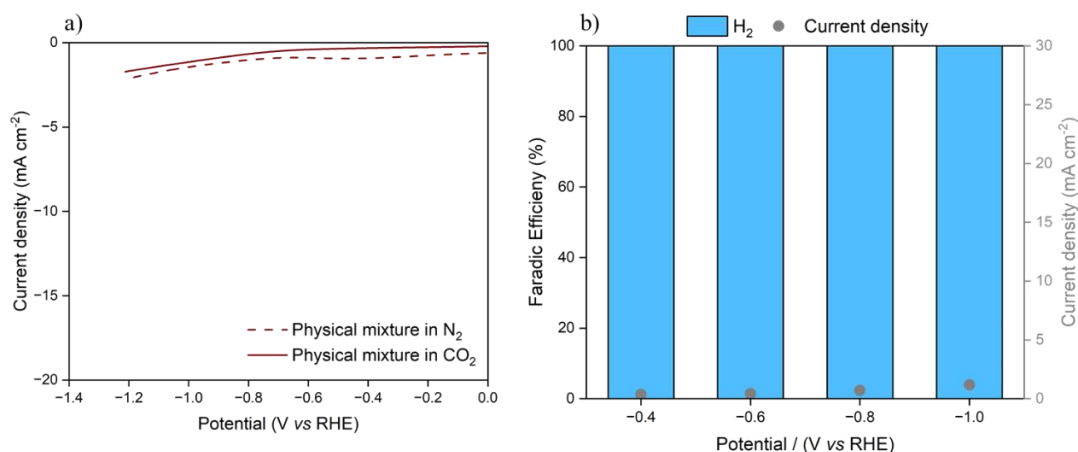 a)
0
−5
−10
−15
−20
Current density (mA cm⁻²)
Physical mixture in N₂
Physical mixture in CO₂
−1.4 −1.2 −1.0 −0.8 −0.6 −0.4 −0.2 0.0
Potential (V vs RHE)
b)
H₂ Current density
100
80
60
40
20
0
Faradic Efficieny (%)
30
25
20
15
10
5
0
Current density (mA cm⁻²)
−0.4 −0.6 −0.8 −1.0
Potential / (V vs RHE)